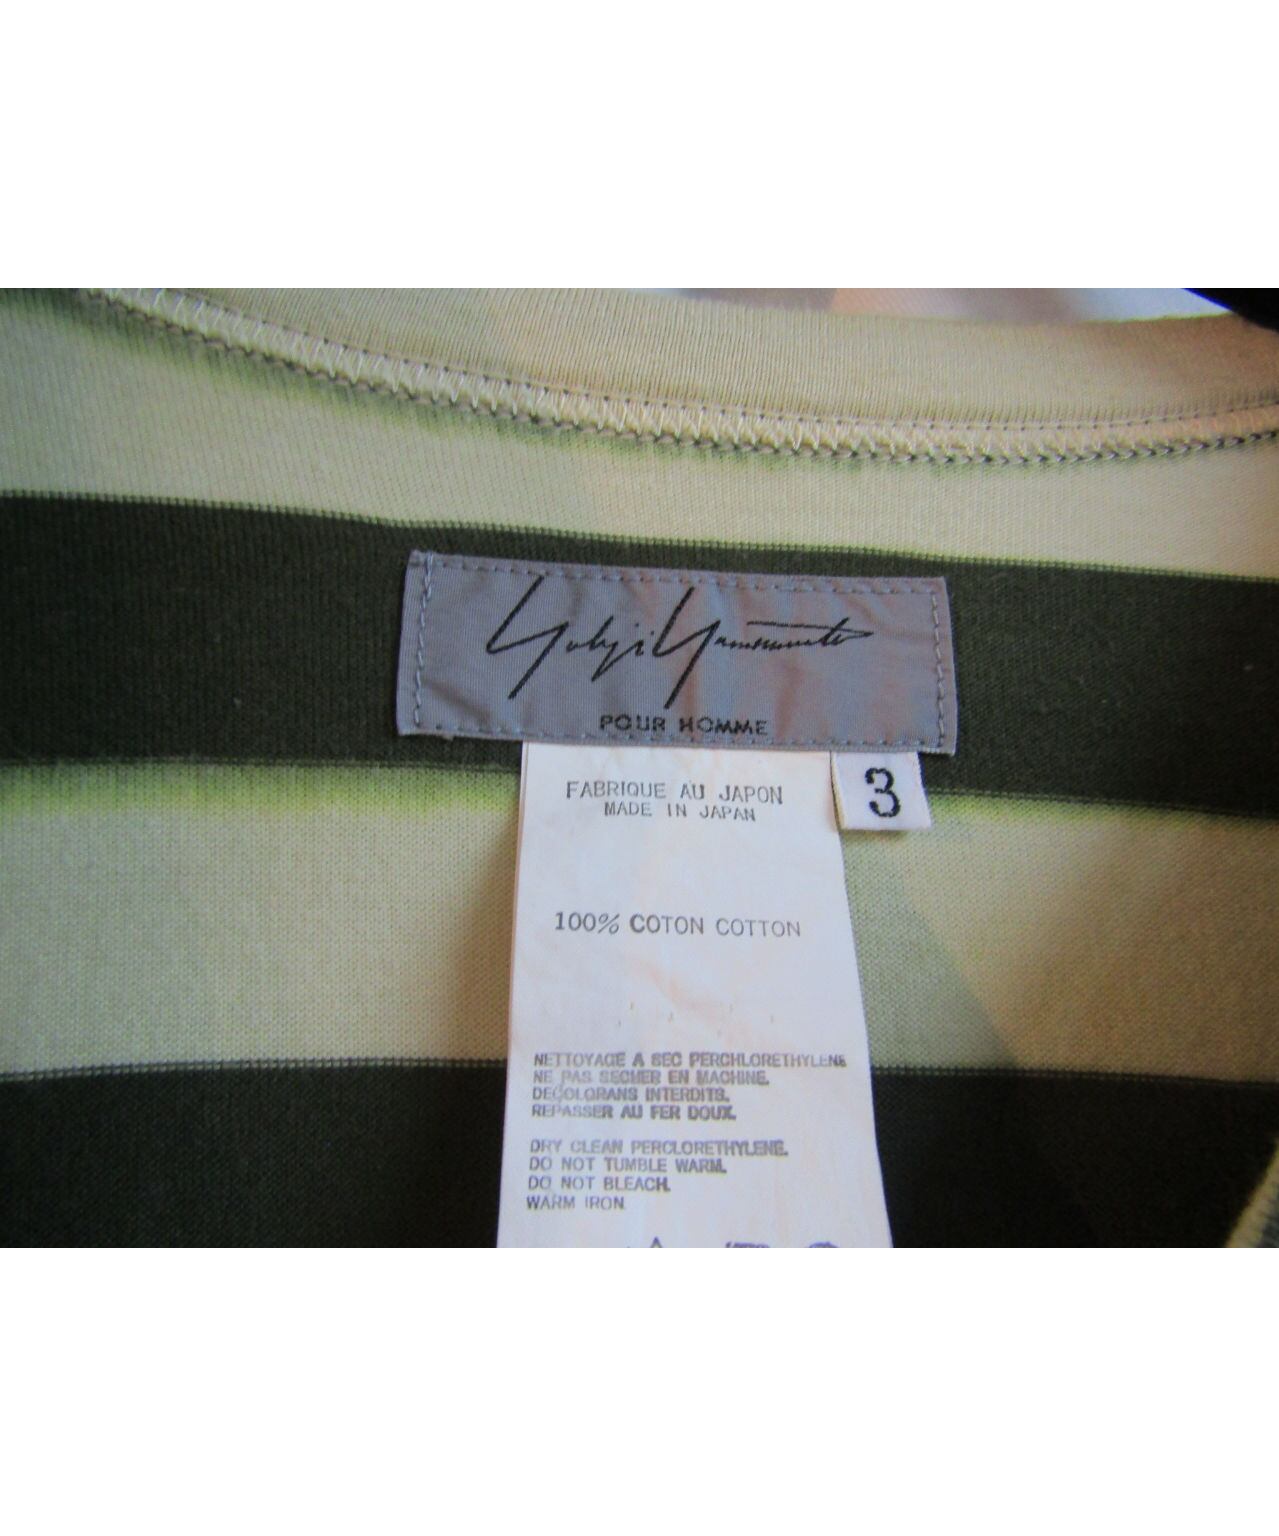 Yohji Yamamoto
POUR HOMME
3
FABRIQUE AU JAPON
MADE IN JAPAN
100% COTON COTTON
NETTOYAGE A SEC PERCHLORETHYLENE
NE PAS SECHER EN MACHINE.
DECOLORANS INTERDITS.
REPASSER AU FER DOUX.
DRY CLEAN PERCLORETHYLENE.
DO NOT TUMBLE WARM.
DO NOT BLEACH.
WARM IRON.